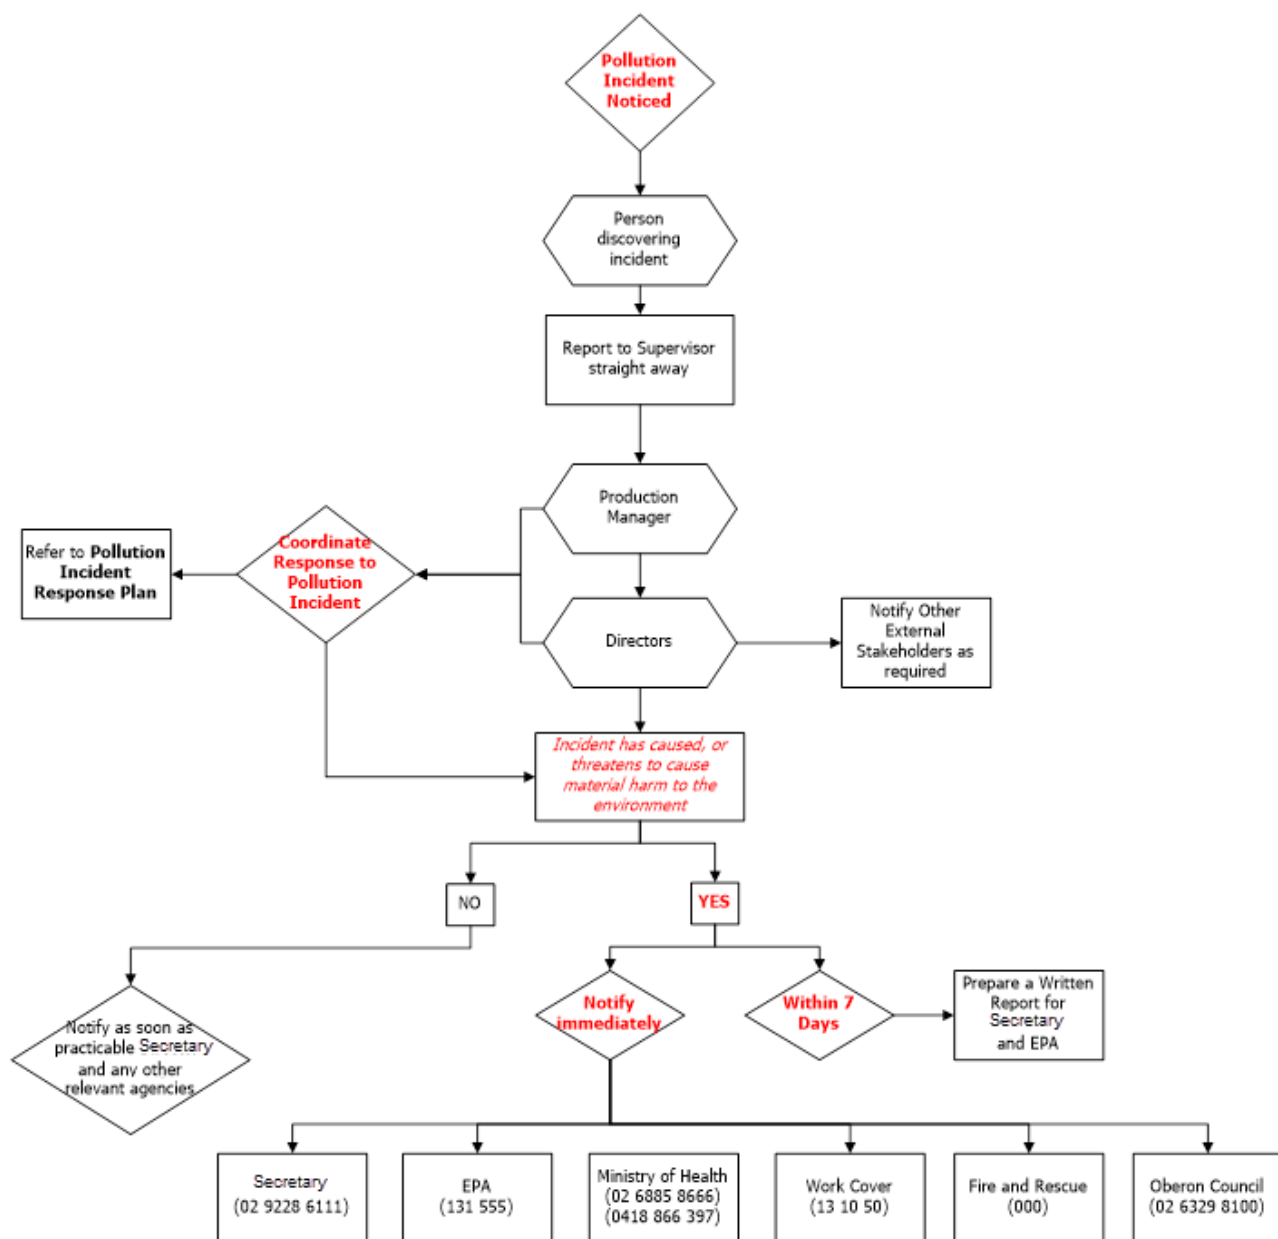 Pollution
Incident
Noticed
Person
discovering
incident
Report to Supervisor
straight away
Production
Manager
Coordinate
Response to
Pollution
Incident
Refer to Pollution
Incident
Response Plan
Directors
Notify Other
External
Stakeholders as
required
Incident has caused, or
threatens to cause
material harm to the
environment
NO
YES
Notify as soon as
practicable Secretary
and any other
relevant agencies
Notify
immediately
Within 7
Days
Prepare a Written
Report for
Secretary
and EPA
Secretary
(02 9228 6111)
EPA
(131 555)
Ministry of Health
(02 6885 8666)
(0418 866 397)
Work Cover
(13 10 50)
Fire and Rescue
(000)
Oberon Council
(02 6329 8100)